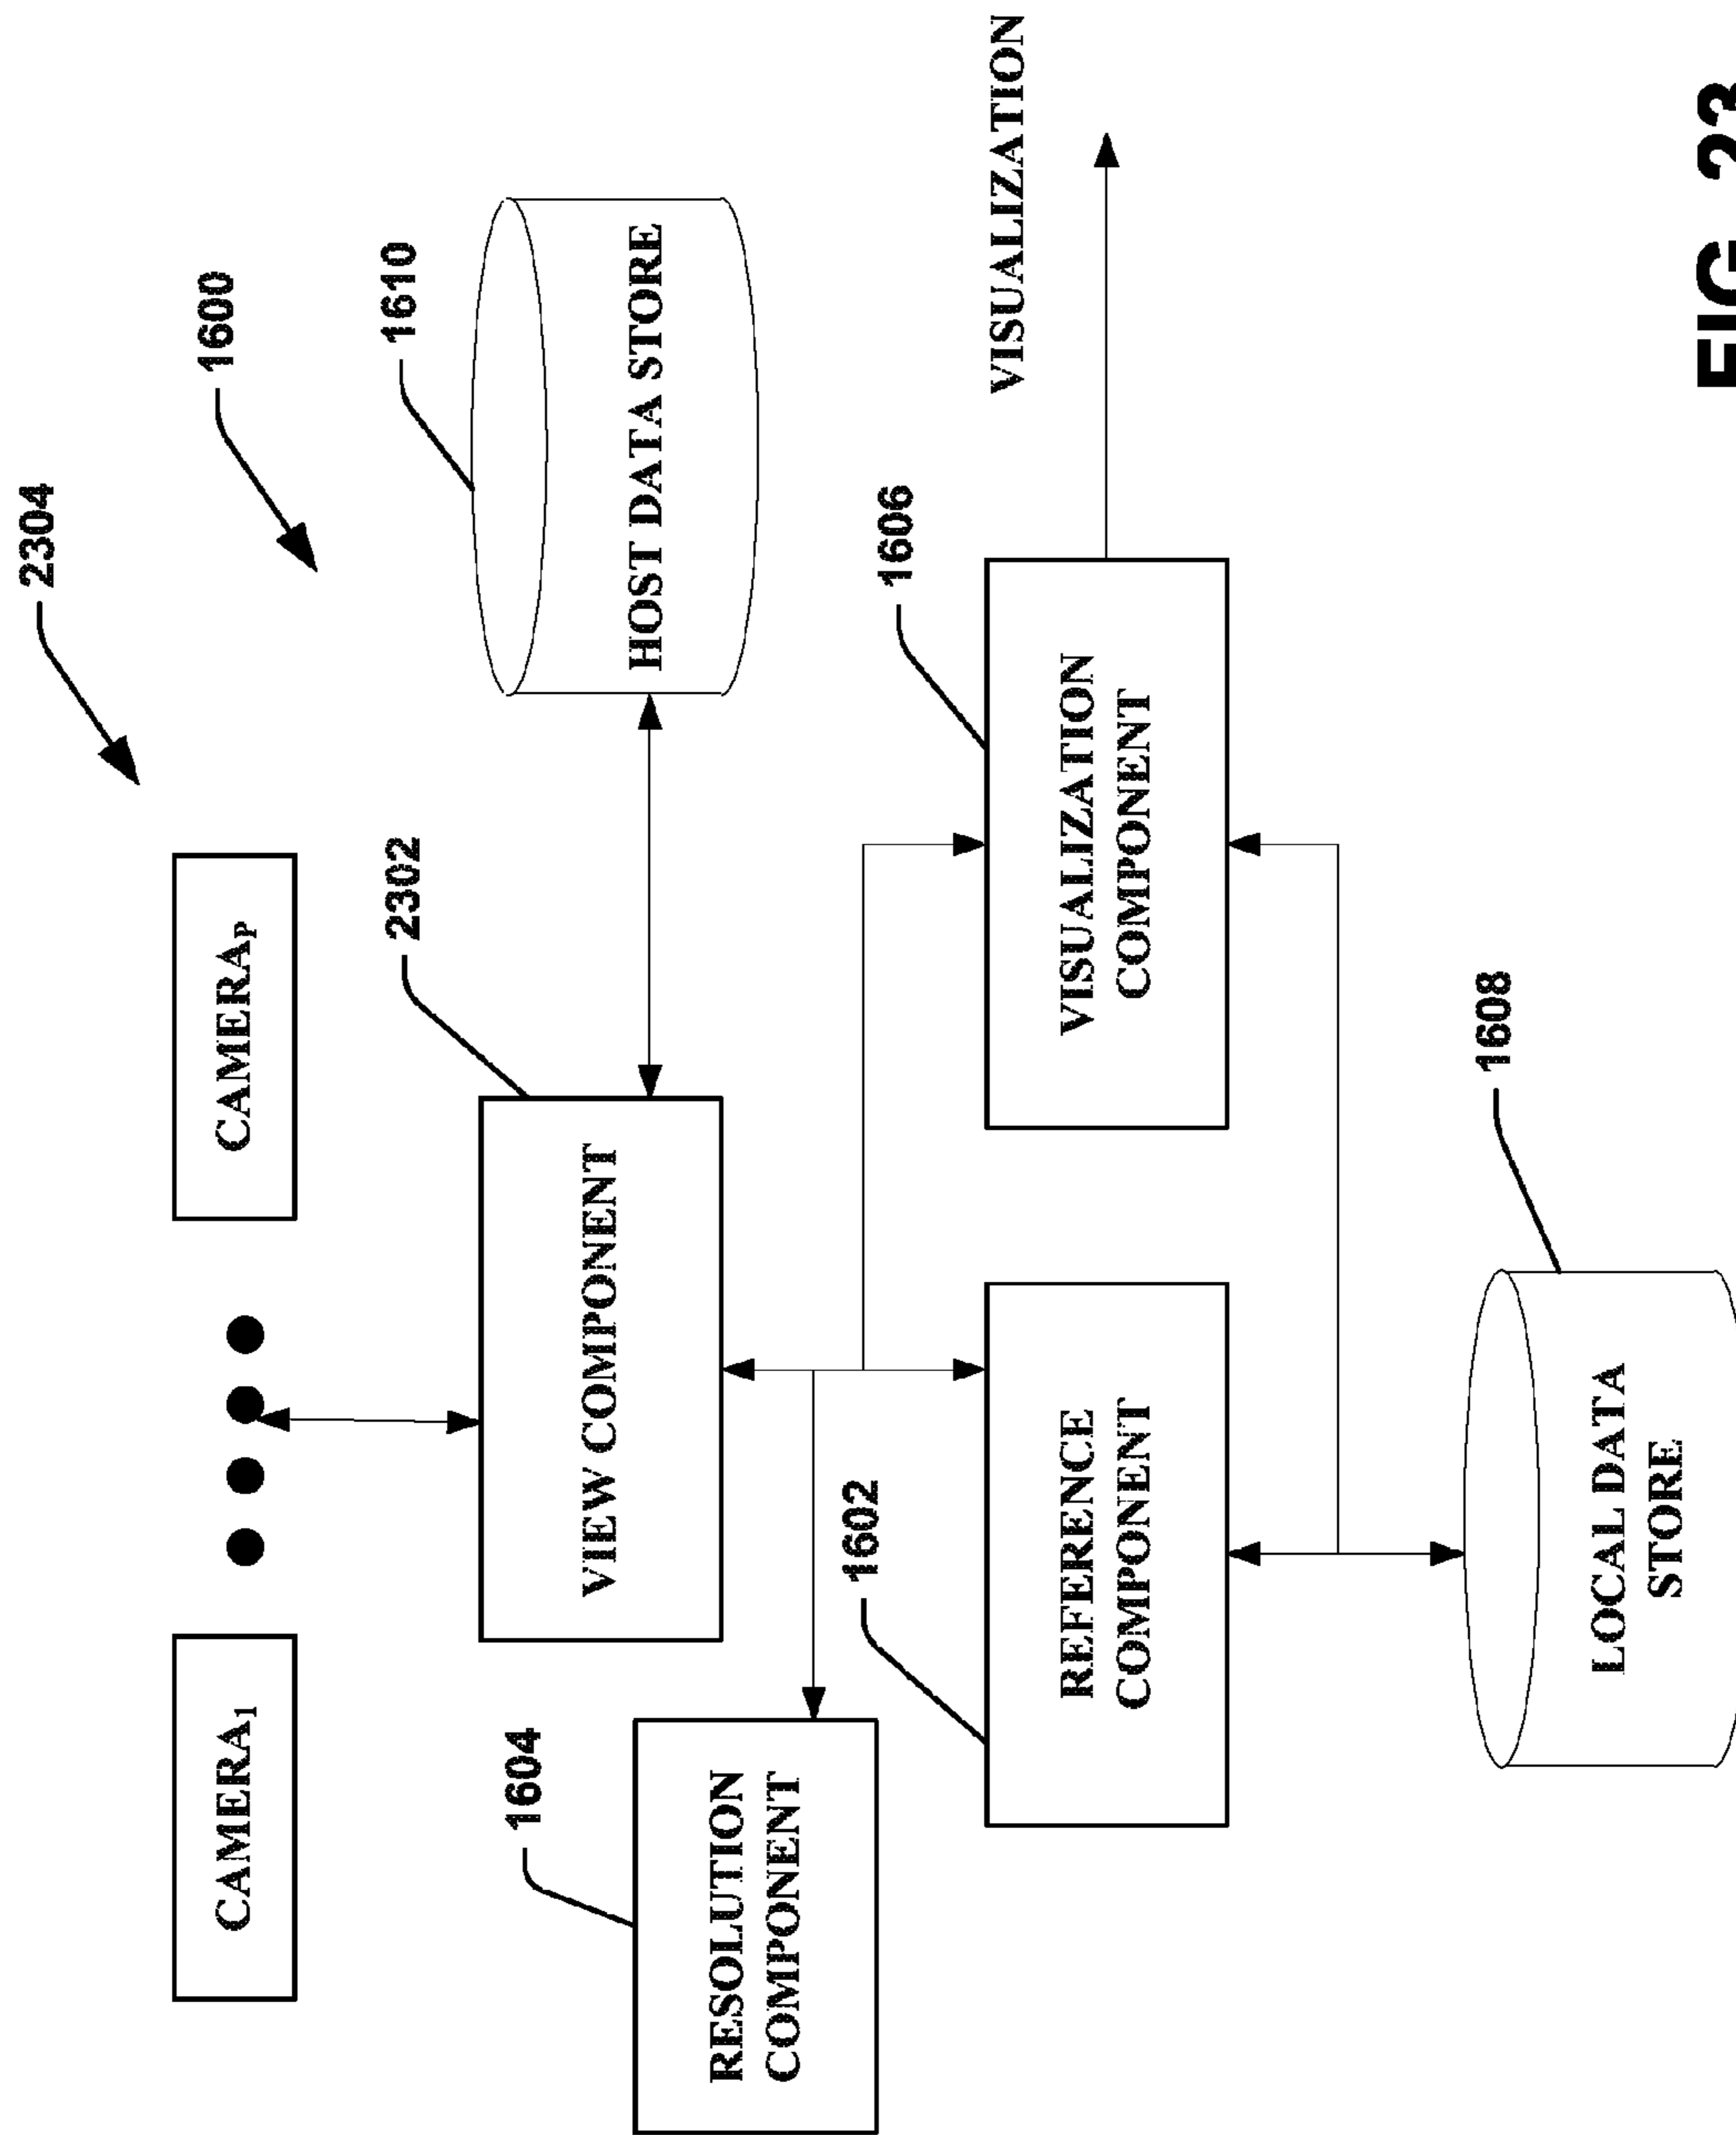 2304
1600
CAMERA1
CAMERAP
2302
1610
VIEW COMPONENT
HOST DATA STORE
1604
RESOLUTION
COMPONENT
1602
REFERENCE
COMPONENT
1606
VISUALIZATION
COMPONENT
VISUALIZATION
1608
LOCAL DATA
STORE
FIG. 23